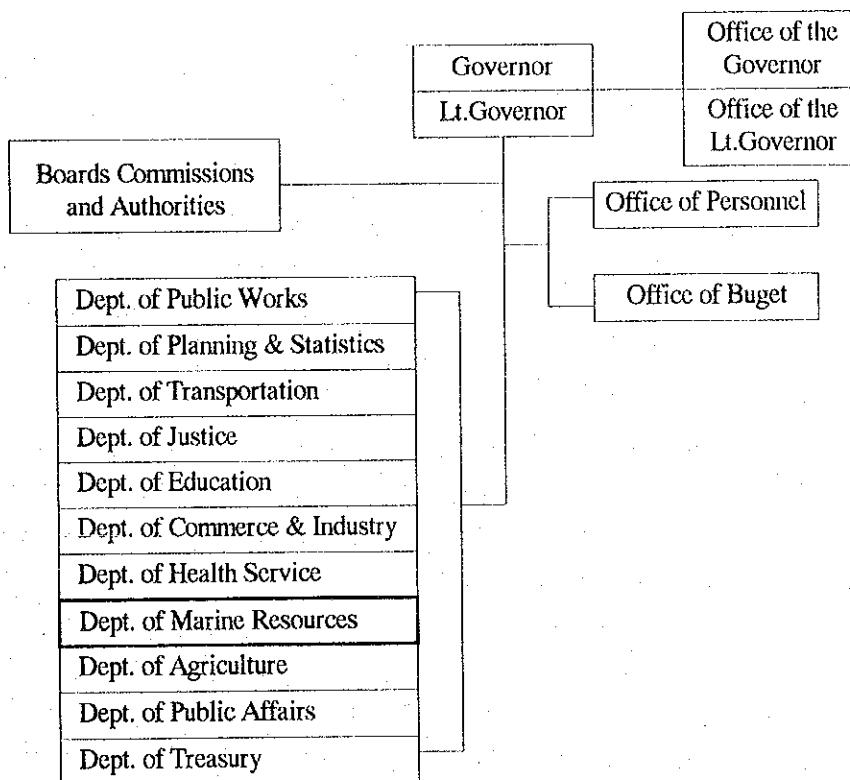 Office of the
Governor
Governor
Lt.Governor
Office of the
Lt.Governor
Boards Commissions
and Authorities
Office of Personnel
Office of Buget
Dept. of Public Works
Dept. of Planning & Statistics
Dept. of Transportation
Dept. of Justice
Dept. of Education
Dept. of Commerce & Industry
Dept. of Health Service
Dept. of Marine Resources
Dept. of Agriculture
Dept. of Public Affairs
Dept. of Treasury